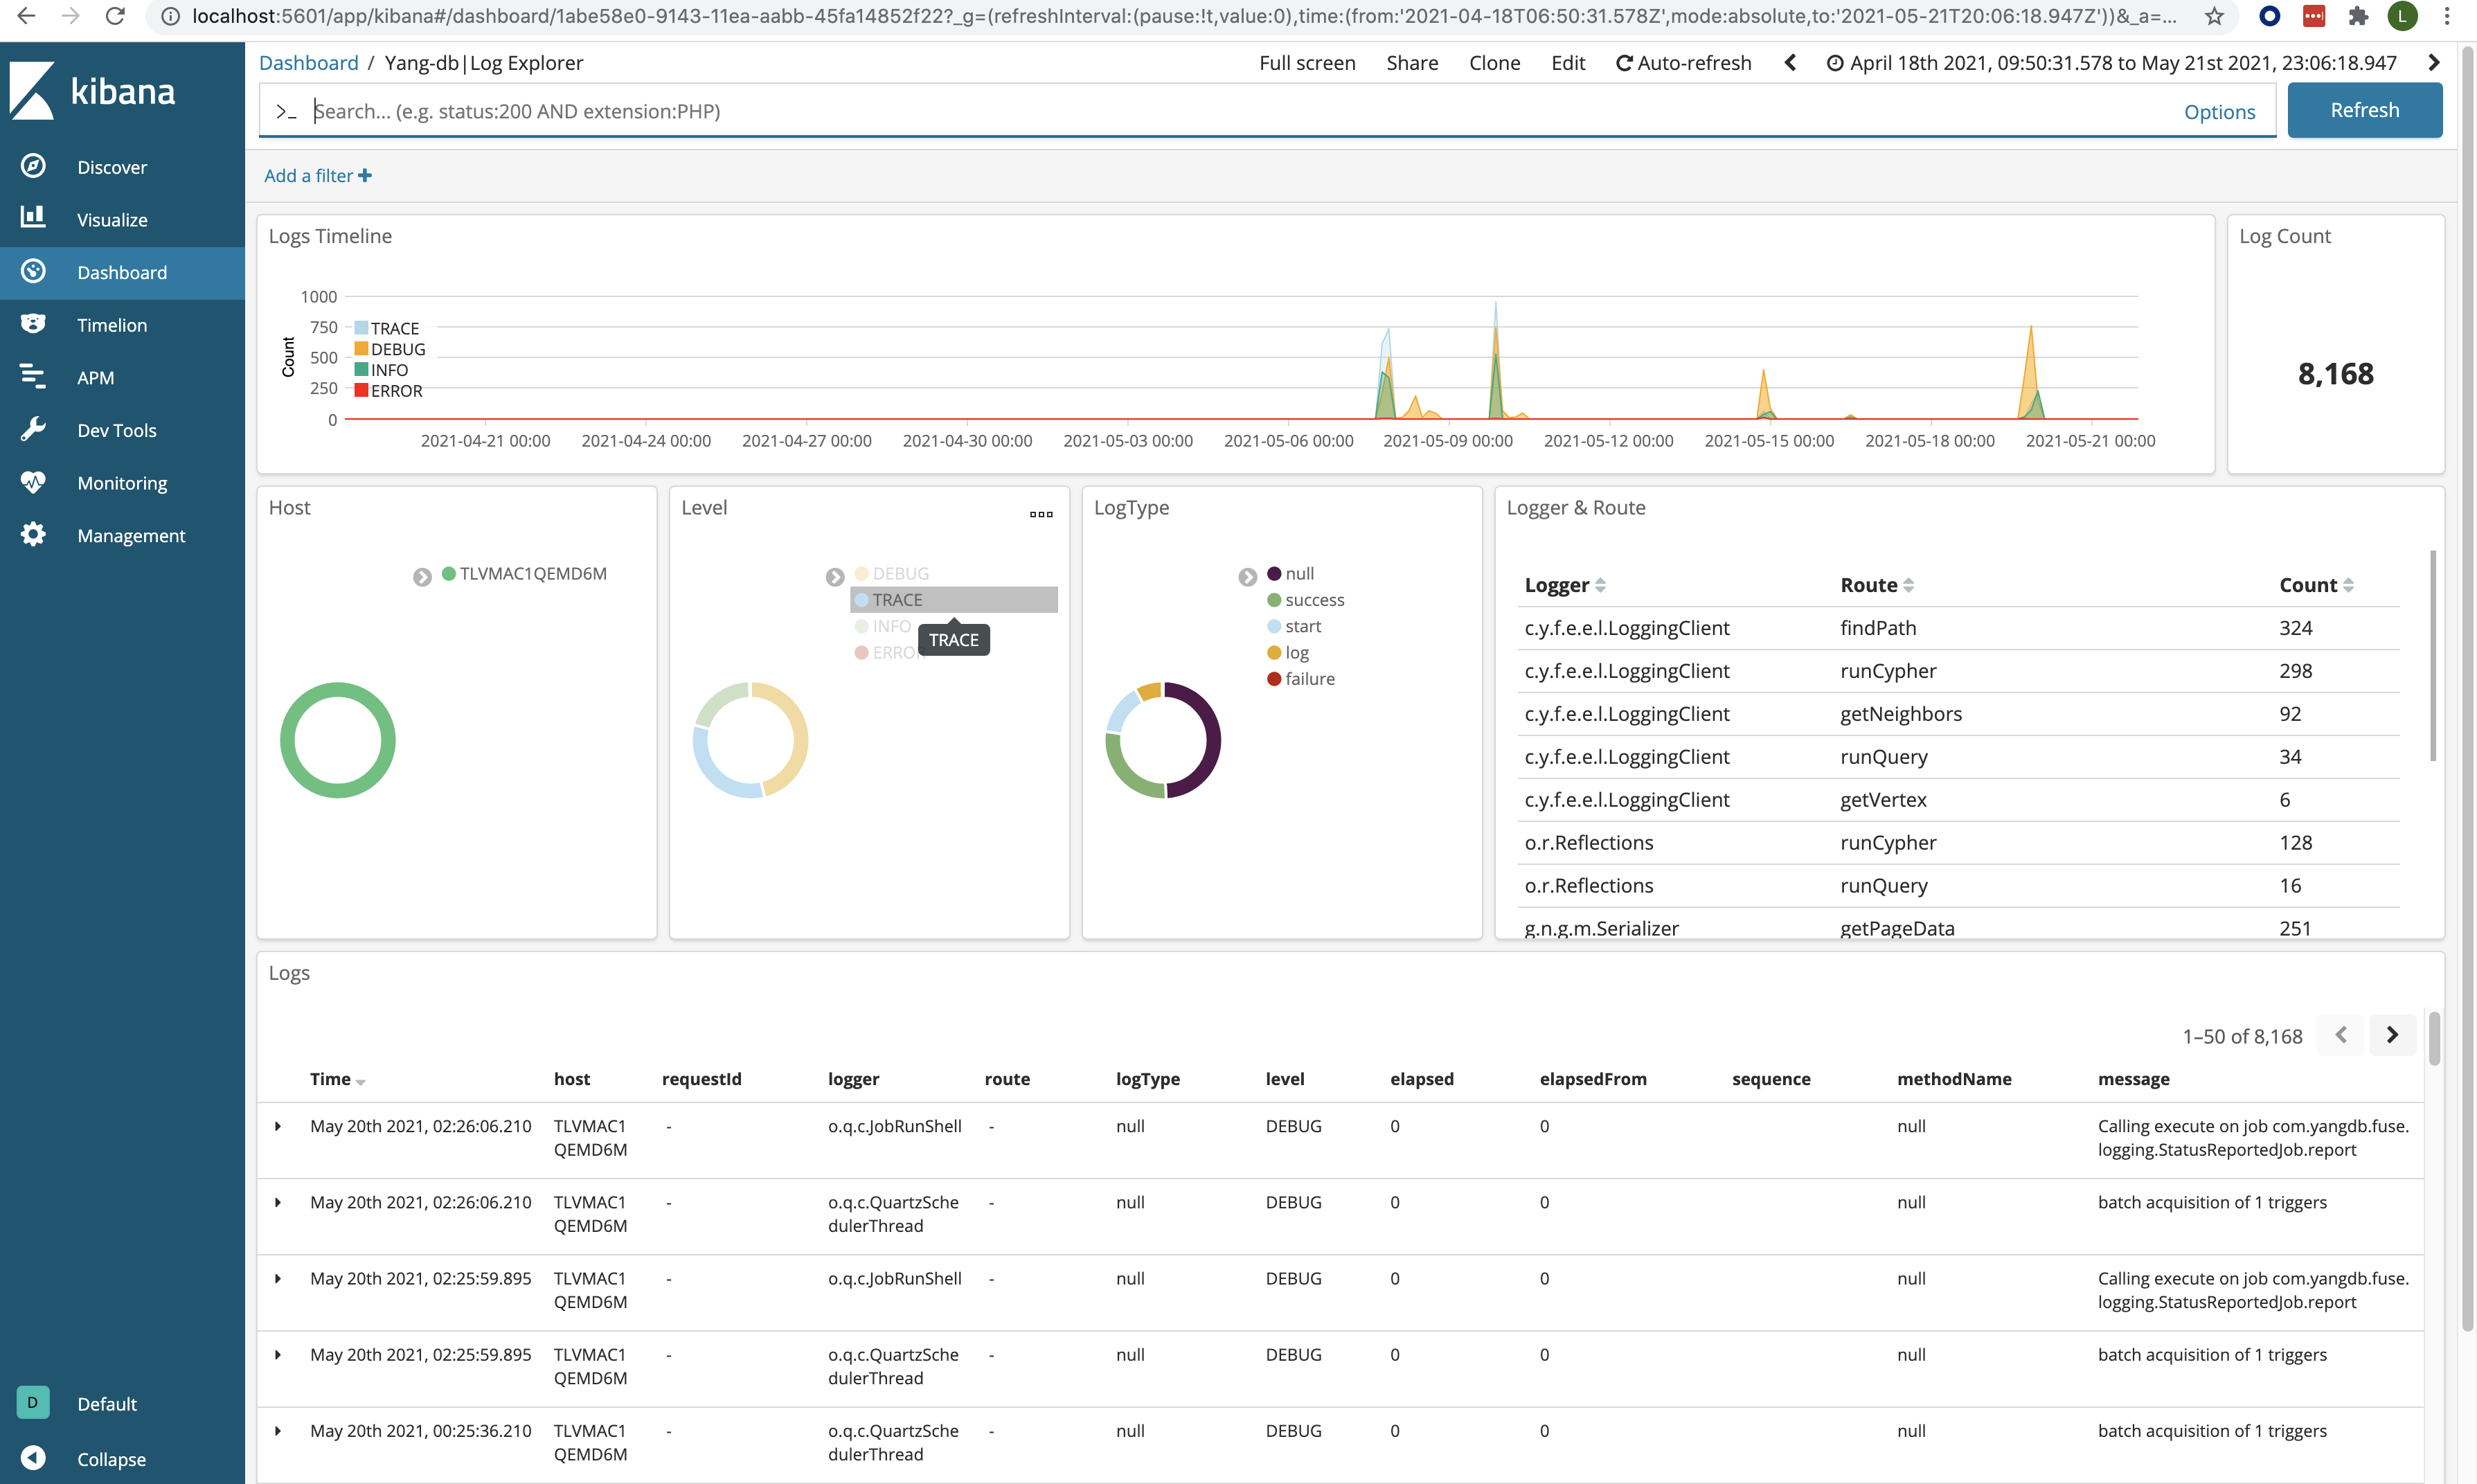 localhost:5601/app/kibana#/dashboard/1abe58e0-9143-11ea-aabb-45fa14852f22?_g=(refreshInterval:(pause:!t,value:0),time:(from:'2021-04-18T06:50:31.578Z',mode:absolute,to:'2021-05-21T20:06:18.947Z'))&_a=...
L
kibana
Discover
Visualize
Dashboard
Timelion
APM
Dev Tools
Monitoring
Management
D Default
Collapse
Dashboard / Yang-db|Log Explorer
Full screen Share Clone Edit Auto-refresh April 18th 2021, 09:50:31.578 to May 21st 2021, 23:06:18.947
>_ Search... (e.g. status:200 AND extension:PHP) Options Refresh
Add a filter
Logs Timeline
Count
1000
750
500
250
0
TRACE
DEBUG
INFO
ERROR
2021-04-21 00:00 2021-04-24 00:00 2021-04-27 00:00 2021-04-30 00:00 2021-05-03 00:00 2021-05-06 00:00 2021-05-09 00:00 2021-05-12 00:00 2021-05-15 00:00 2021-05-18 00:00 2021-05-21 00:00
Log Count
8,168
Host
TLVMAC1QEMD6M
Level
DEBUG
TRACE
INFO
ERROR
TRACE
LogType
null
success
start
log
failure
Logger & Route
Logger Route Count
c.y.f.e.e.l.LoggingClient findPath 324
c.y.f.e.e.l.LoggingClient runCypher 298
c.y.f.e.e.l.LoggingClient getNeighbors 92
c.y.f.e.e.l.LoggingClient runQuery 34
c.y.f.e.e.l.LoggingClient getVertex 6
o.r.Reflections runCypher 128
o.r.Reflections runQuery 16
g.n.g.m.Serializer getPageData 251
Logs
1–50 of 8,168
Time host requestId logger route logType level elapsed elapsedFrom sequence methodName message
May 20th 2021, 02:26:06.210 TLVMAC1 - o.q.c.JobRunShell - null DEBUG 0 0 null Calling execute on job com.yangdb.fuse.
QEMD6M logging.StatusReportedJob.report
May 20th 2021, 02:26:06.210 TLVMAC1 - o.q.c.QuartzSche - null DEBUG 0 0 null batch acquisition of 1 triggers
QEMD6M dulerThread
May 20th 2021, 02:25:59.895 TLVMAC1 - o.q.c.JobRunShell - null DEBUG 0 0 null Calling execute on job com.yangdb.fuse.
QEMD6M logging.StatusReportedJob.report
May 20th 2021, 02:25:59.895 TLVMAC1 - o.q.c.QuartzSche - null DEBUG 0 0 null batch acquisition of 1 triggers
QEMD6M dulerThread
May 20th 2021, 00:25:36.210 TLVMAC1 - o.q.c.QuartzSche - null DEBUG 0 0 null batch acquisition of 1 triggers
QEMD6M dulerThread